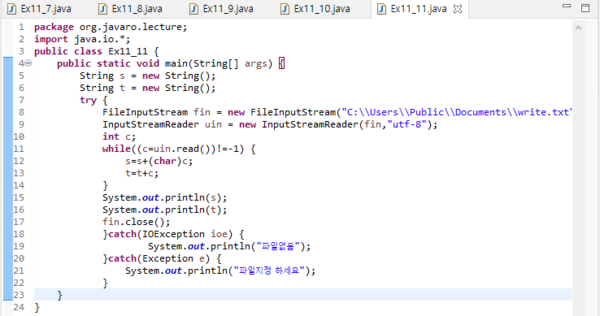 Ex11_7.java Ex11_8.java Ex11_9.java Ex11_10.java Ex11_11.java
1 package org.javaro.lecture;
2 import java.io.*;
3 public class Ex11_11 {
4 public static void main(String[] args) {
5 String s = new String();
6 String t = new String();
7 try {
8 FileInputStream fin = new FileInputStream("C:\\Users\\Public\\Documents\\write.txt"
9 InputStreamReader uin = new InputStreamReader(fin,"utf-8");
10 int c;
11 while((c=uin.read())!=-1) {
12 s=s+(char)c;
13 t=t+c;
14 }
15 System.out.println(s);
16 System.out.println(t);
17 fin.close();
18 }catch(IOException ioe) {
19 System.out.println("파일없음");
20 }catch(Exception e) {
21 System.out.println("파일지정 하세요");
22 }
23 }
24 }